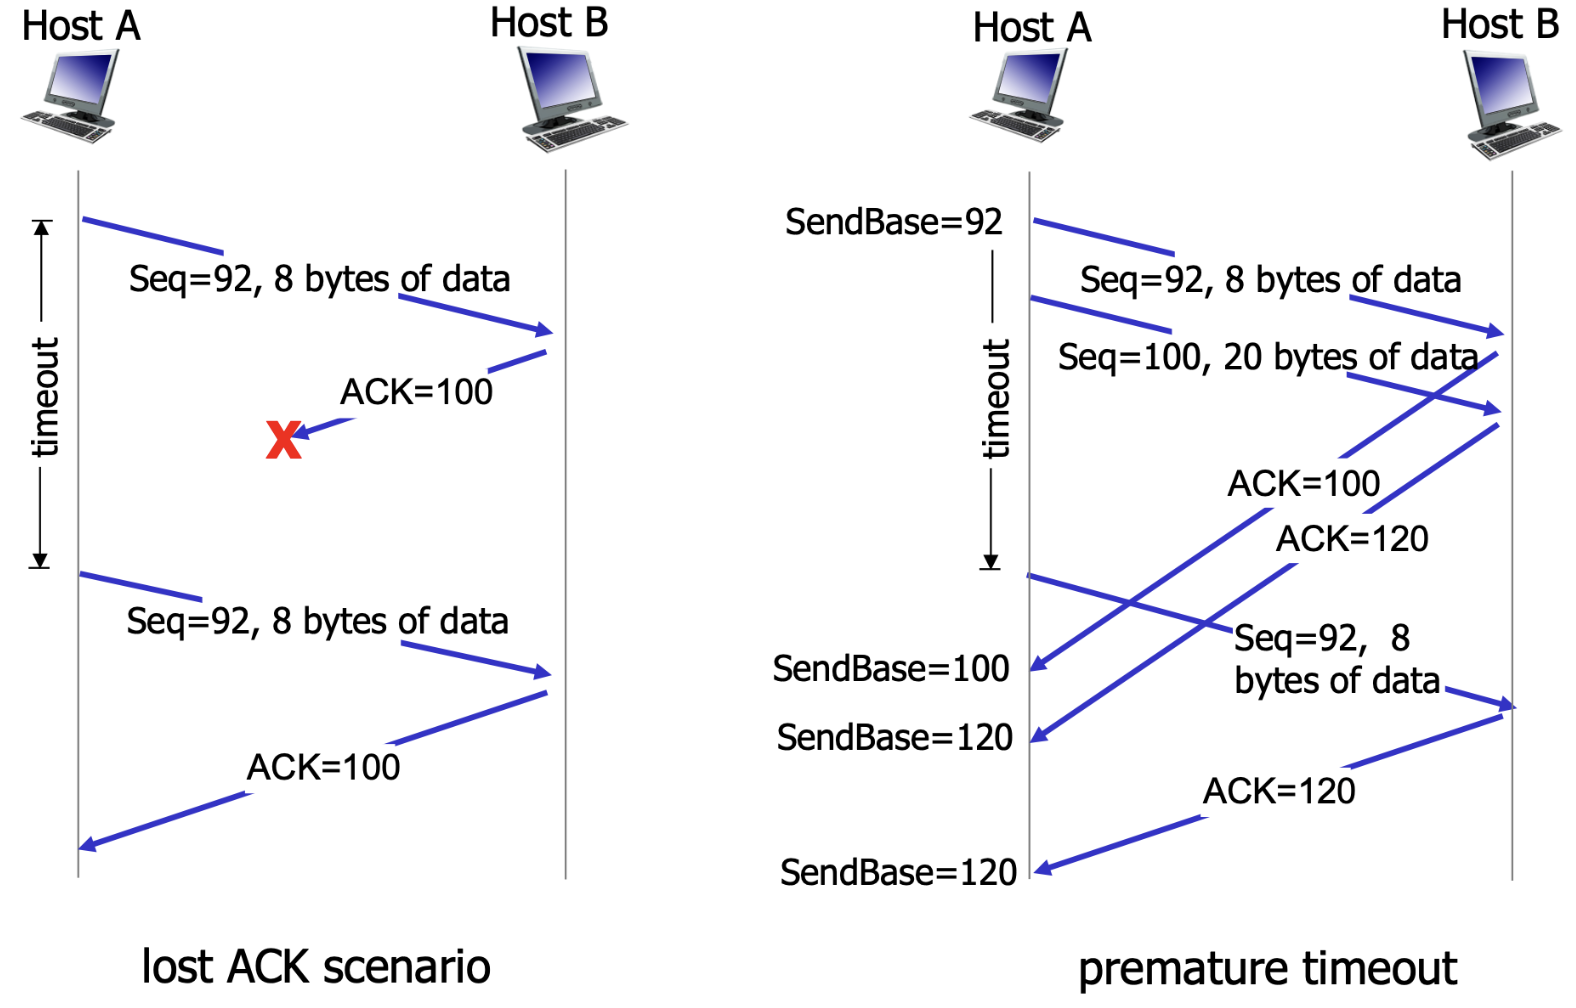 Host A
Host B
timeout
Seq=92, 8 bytes of data
ACK=100
X
Seq=92, 8 bytes of data
ACK=100
lost ACK scenario
Host A
Host B
SendBase=92
timeout
Seq=92, 8 bytes of data
Seq=100, 20 bytes of data
ACK=100
ACK=120
Seq=92, 8
bytes of data
SendBase=100
SendBase=120
ACK=120
SendBase=120
premature timeout